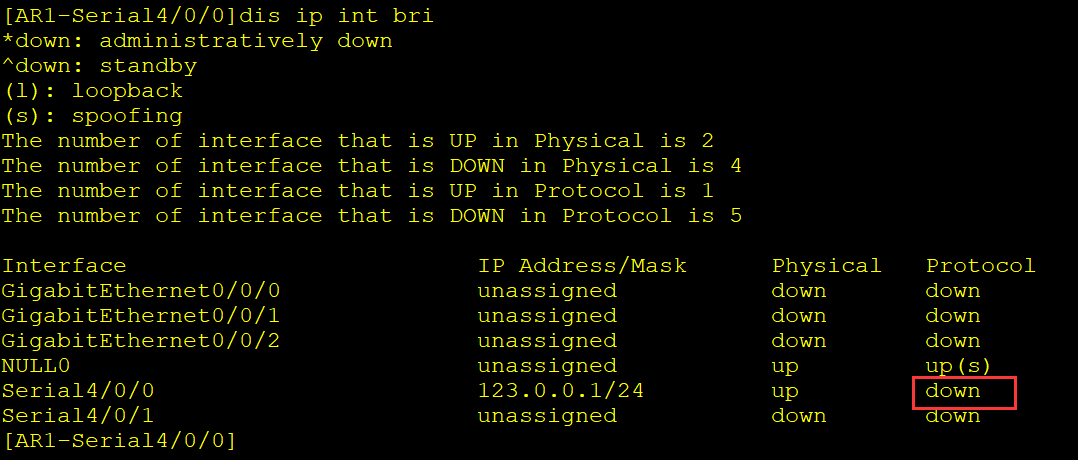 [AR1-Serial4/0/0]dis ip int bri
*down: administratively down
^down: standby
(l): loopback
(s): spoofing
The number of interface that is UP in Physical is 2
The number of interface that is DOWN in Physical is 4
The number of interface that is UP in Protocol is 1
The number of interface that is DOWN in Protocol is 5
Interface IP Address/Mask Physical Protocol
GigabitEthernet0/0/0 unassigned down down
GigabitEthernet0/0/1 unassigned down down
GigabitEthernet0/0/2 unassigned down down
NULL0 unassigned up up(s)
Serial4/0/0 123.0.0.1/24 up down
Serial4/0/1 unassigned down down
[AR1-Serial4/0/0]